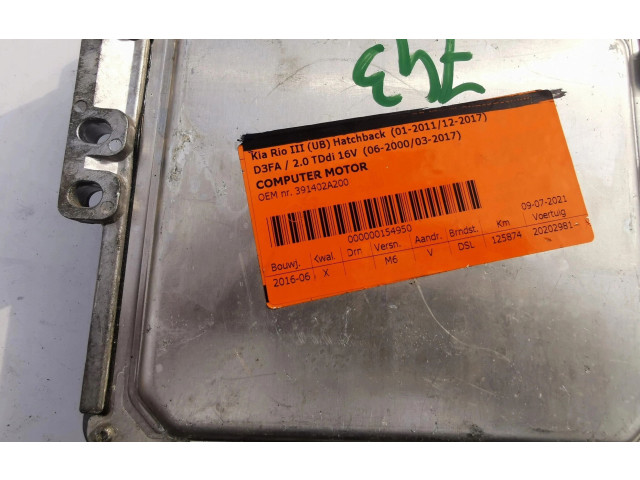 743
Kia Rio III (UB) Hatchback (01-2011/12-2017)
D3FA / 2.0 TDdi 16V (06-2000/03-2017)
COMPUTER MOTOR
OEM nr. 391402A200
000000154950
09-07-2021
Bouwj. Kwal. Drn Versn. Aandr. Brndst. Km Voertuig
2016-06 X M6 V DSL 125874 20202981-